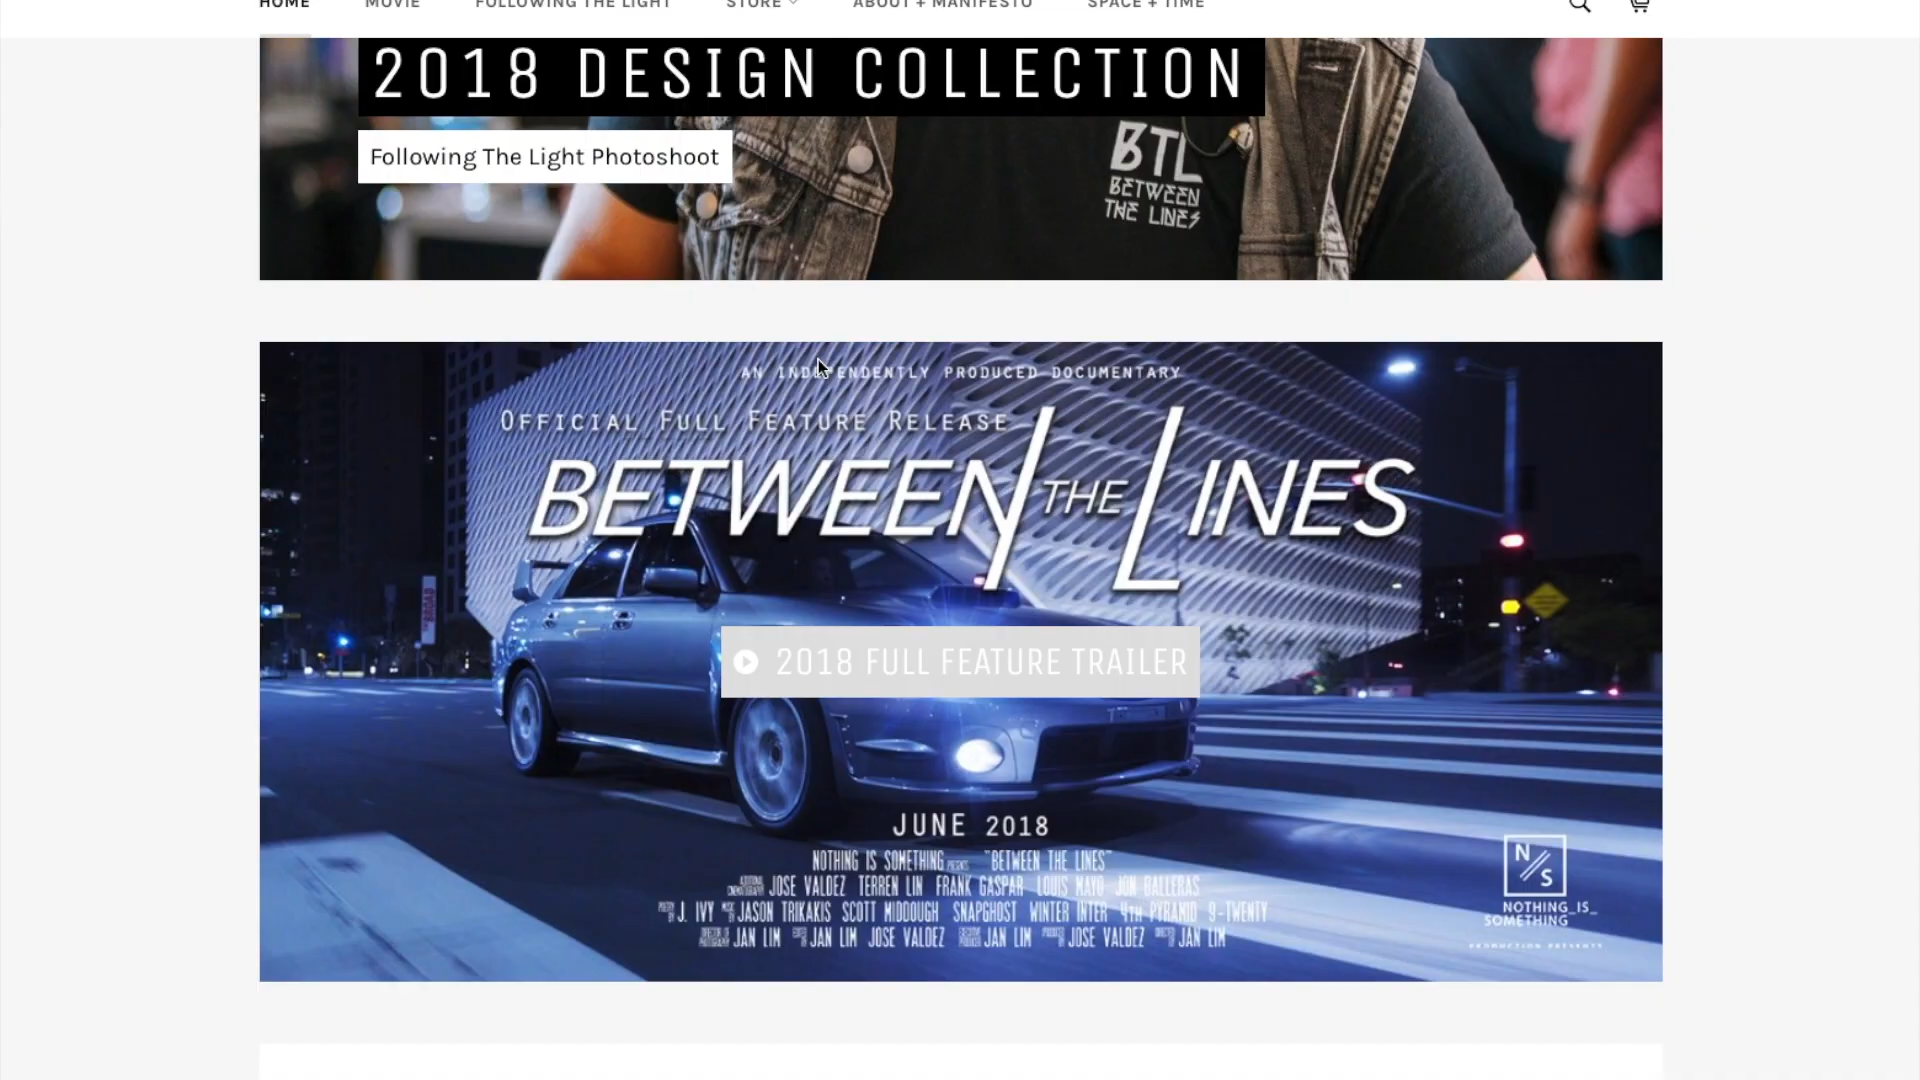 HOME MOVIE FOLLOWING THE LIGHT STORE ABOUT + MANIFESTO SPACE + TIME
2018 DESIGN COLLECTION
Following The Light Photoshoot
BTL
BETWEEN
THE LINES
AN INDEPENDENTLY PRODUCED DOCUMENTARY
OFFICIAL FULL FEATURE RELEASE
BETWEEN THE LINES
2018 FULL FEATURE TRAILER
JUNE 2018
NOTHING IS SOMETHING PRESENTS "BETWEEN THE LINES"
JOSE VALDEZ TERREN LIN FRANK GASPAR LOUIS MAYO JON BALLERAS
J. IVY JASON TRIKAKIS SCOTT MIDDOUGH SNAPGHOST WINTER INTER 4TH PYRAMID 9-TWENTY
JAN LIM JAN LIM JOSE VALDEZ JAN LIM JOSE VALDEZ JAN LIM
N
S
NOTHING_IS_
SOMETHING
PRODUCTION PRESENTS